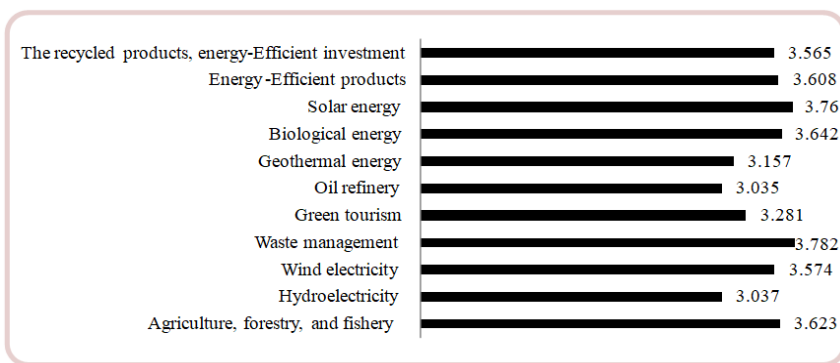 The recycled products, energy-Efficient investment 3.565
Energy-Efficient products 3.608
Solar energy 3.76
Biological energy 3.642
Geothermal energy 3.157
Oil refinery 3.035
Green tourism 3.281
Waste management 3.782
Wind electricity 3.574
Hydroelectricity 3.037
Agriculture, forestry, and fishery 3.623